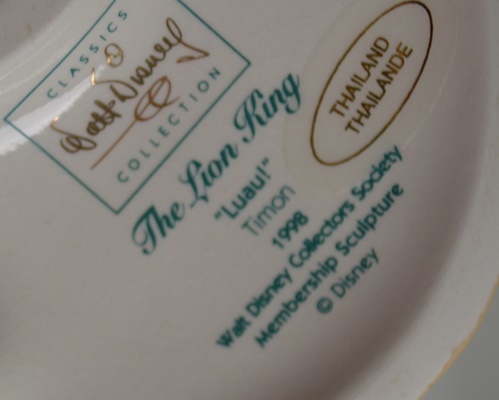 CLASSICS
Walt Disney
COLLECTION
THAILAND
THAILANDE
The Lion King
"Luau!"
Timon
1998
Walt Disney Collectors Society
Membership Sculpture
© Disney